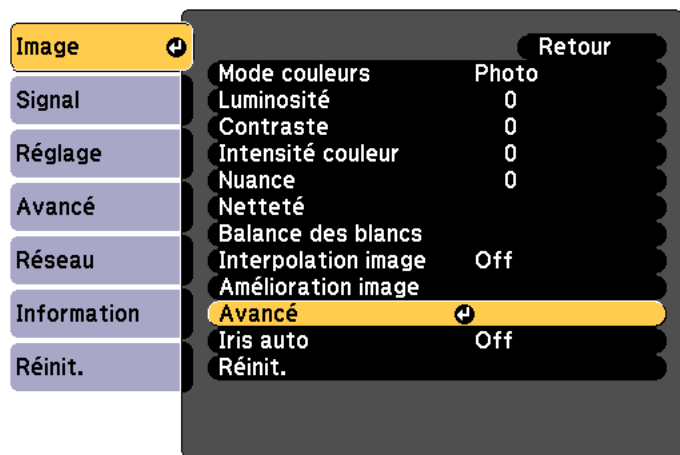 Image
Signal
Réglage
Avancé
Réseau
Information
Réinit.
Retour
Mode couleurs Photo
Luminosité 0
Contraste 0
Intensité couleur 0
Nuance 0
Netteté
Balance des blancs
Interpolation image Off
Amélioration image
Avancé
Iris auto Off
Réinit.